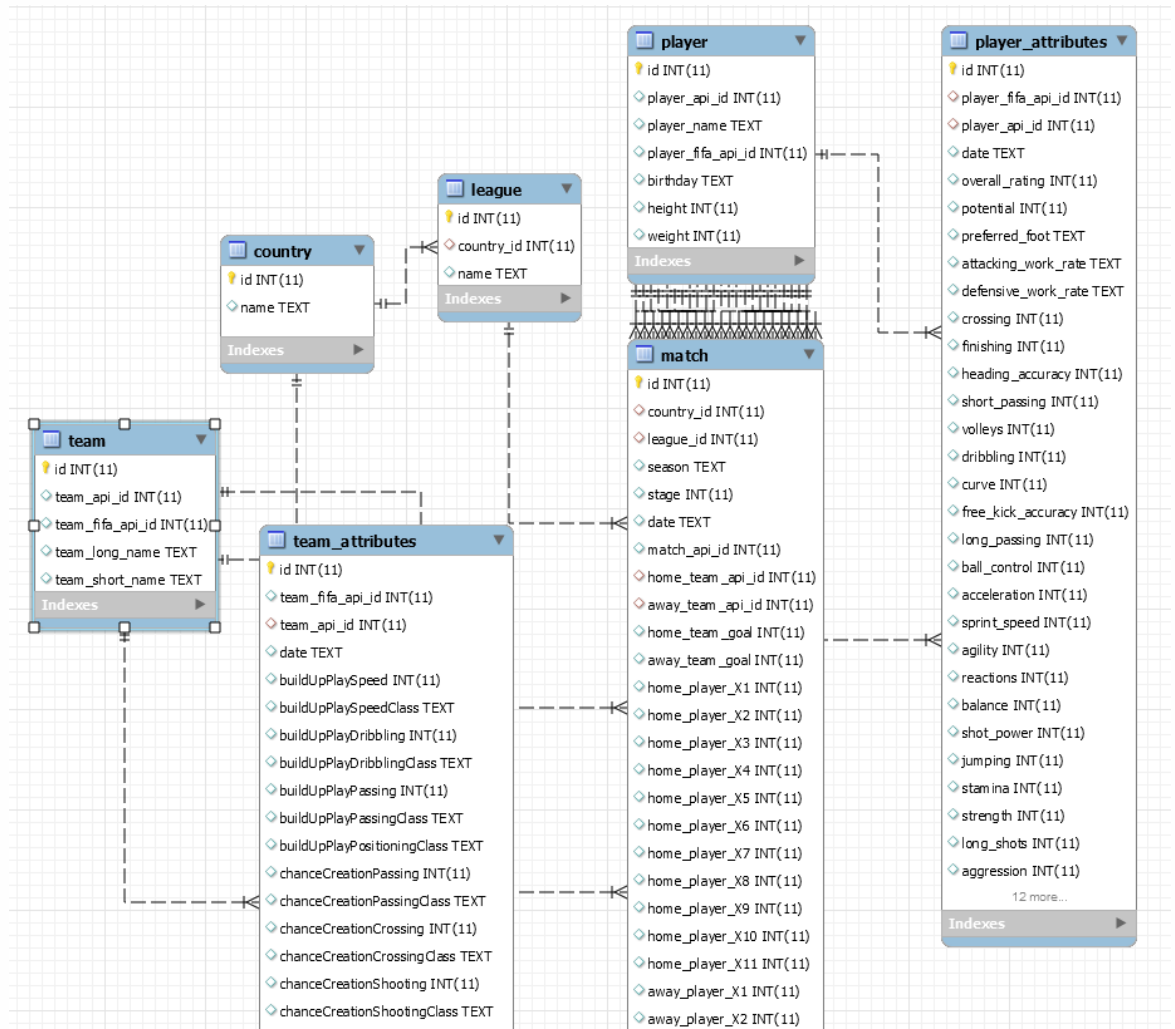 player
id INT(11)
player_api_id INT(11)
player_name TEXT
player_fifa_api_id INT(11)
birthday TEXT
height INT(11)
weight INT(11)
Indexes
player_attributes
id INT(11)
player_fifa_api_id INT(11)
player_api_id INT(11)
date TEXT
overall_rating INT(11)
potential INT(11)
preferred_foot TEXT
attacking_work_rate TEXT
defensive_work_rate TEXT
crossing INT(11)
finishing INT(11)
heading_accuracy INT(11)
short_passing INT(11)
volleys INT(11)
dribbling INT(11)
curve INT(11)
free_kick_accuracy INT(11)
long_passing INT(11)
ball_control INT(11)
acceleration INT(11)
sprint_speed INT(11)
agility INT(11)
reactions INT(11)
balance INT(11)
shot_power INT(11)
jumping INT(11)
stamina INT(11)
strength INT(11)
long_shots INT(11)
aggression INT(11)
12 more...
Indexes
league
id INT(11)
country_id INT(11)
name TEXT
Indexes
country
id INT(11)
name TEXT
Indexes
match
id INT(11)
country_id INT(11)
league_id INT(11)
season TEXT
stage INT(11)
date TEXT
match_api_id INT(11)
home_team_api_id INT(11)
away_team_api_id INT(11)
home_team_goal INT(11)
away_team_goal INT(11)
home_player_X1 INT(11)
home_player_X2 INT(11)
home_player_X3 INT(11)
home_player_X4 INT(11)
home_player_X5 INT(11)
home_player_X6 INT(11)
home_player_X7 INT(11)
home_player_X8 INT(11)
home_player_X9 INT(11)
home_player_X10 INT(11)
home_player_X11 INT(11)
away_player_X1 INT(11)
away_player_X2 INT(11)
team
id INT(11)
team_api_id INT(11)
team_fifa_api_id INT(11)
team_long_name TEXT
team_short_name TEXT
Indexes
team_attributes
id INT(11)
team_fifa_api_id INT(11)
team_api_id INT(11)
date TEXT
buildUpPlaySpeed INT(11)
buildUpPlaySpeedClass TEXT
buildUpPlayDribbling INT(11)
buildUpPlayDribblingClass TEXT
buildUpPlayPassing INT(11)
buildUpPlayPassingClass TEXT
buildUpPlayPositioningClass TEXT
chanceCreationPassing INT(11)
chanceCreationPassingClass TEXT
chanceCreationCrossing INT(11)
chanceCreationCrossingClass TEXT
chanceCreationShooting INT(11)
chanceCreationShootingClass TEXT